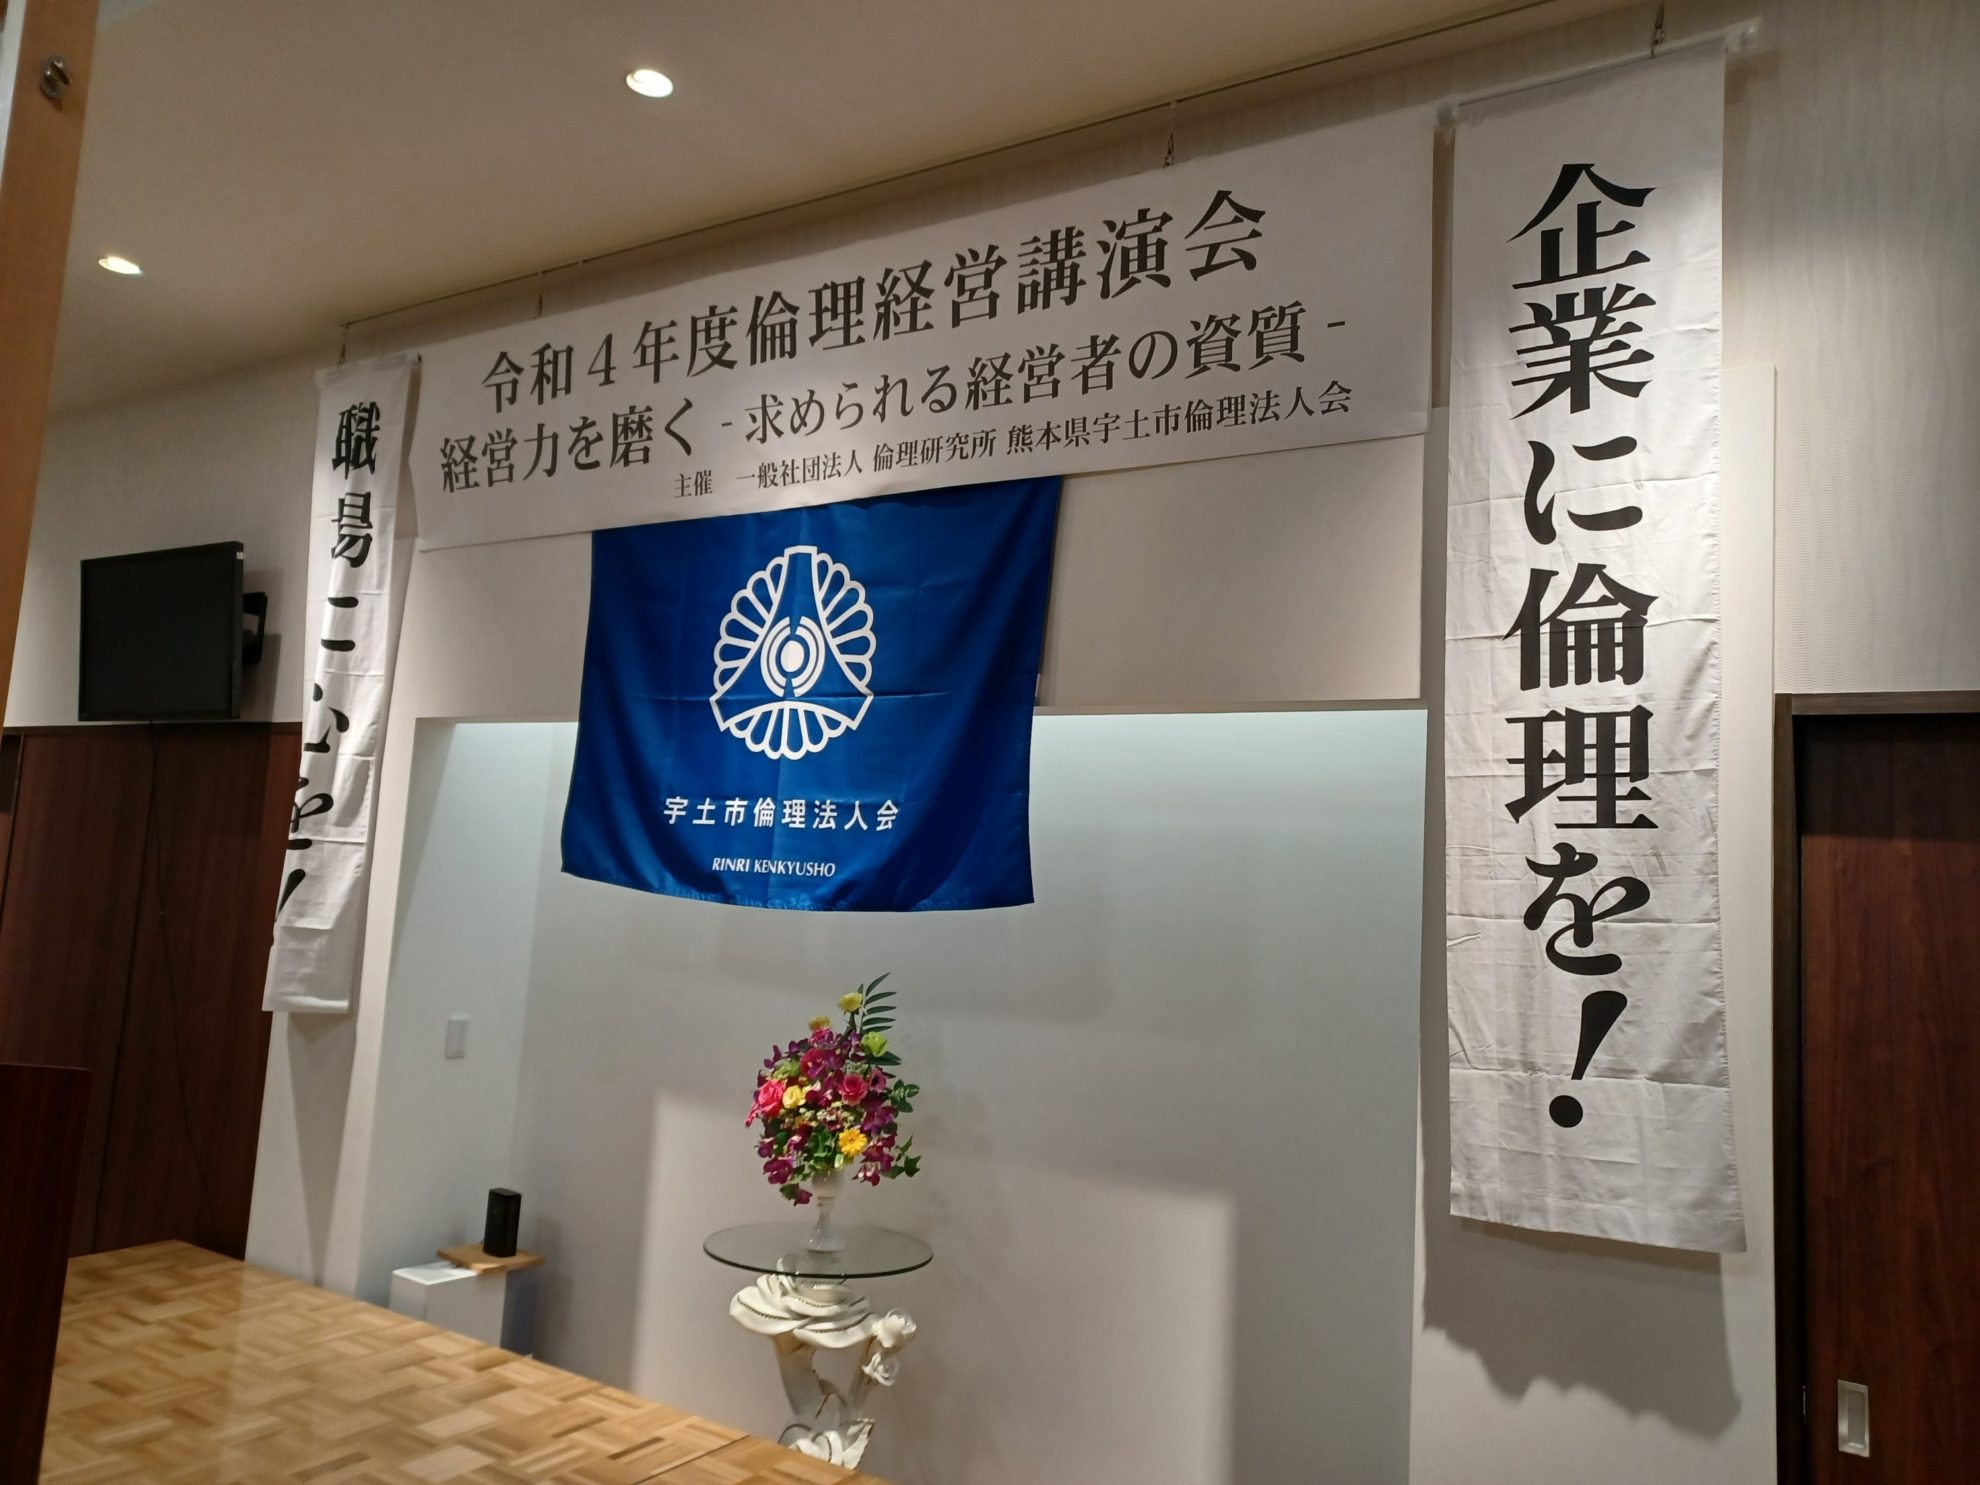 令和4年度倫理経営講演会
経営力を磨く - 求められる経営者の資質 -
主催 一般社団法人 倫理研究所 熊本県宇土市倫理法人会
企業に倫理を!
職場に心を!
宇土市倫理法人会
RINRI KENKYUSHO